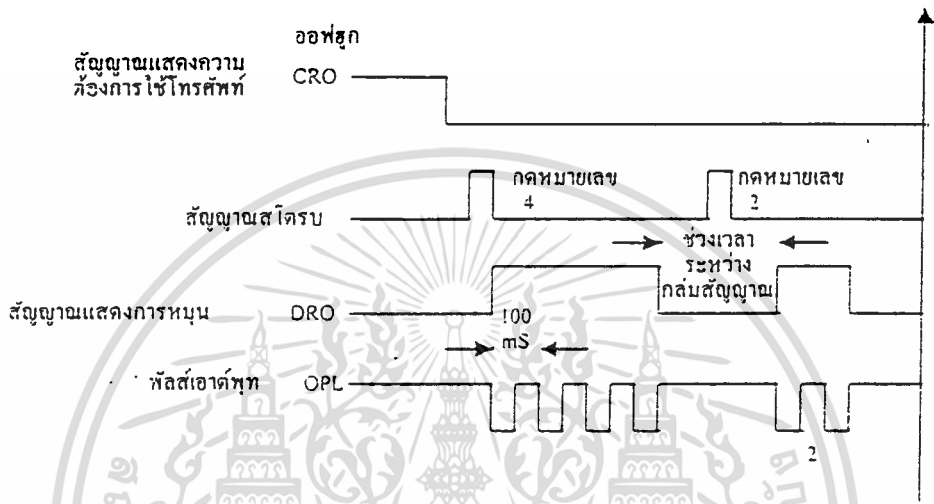 ออฟฮูก
สัญญาณแสดงความ
ต้องการใช้โทรศัพท์
CRO
กดหมายเลข
4
กดหมายเลข
2
สัญญาณสโตรบ
ช่วงเวลา
ระหว่าง
กลุ่มสัญญาณ
สัญญาณแสดงการหมุน
DRO
100
mS
พัลส์เอาต์พุท
OPL
2